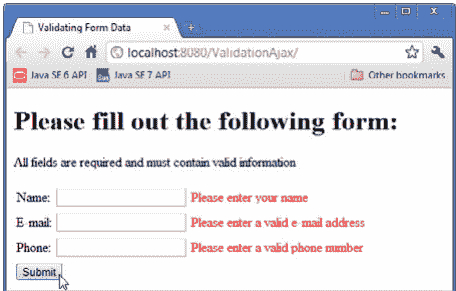 Validating Form Data
localhost:8080/ValidationAjax/
Java SE 6 API Java SE 7 API Other bookmarks
Please fill out the following form:
All fields are required and must contain valid information
Name: Please enter your name
E-mail: Please enter a valid e-mail address
Phone: Please enter a valid phone number
Submit